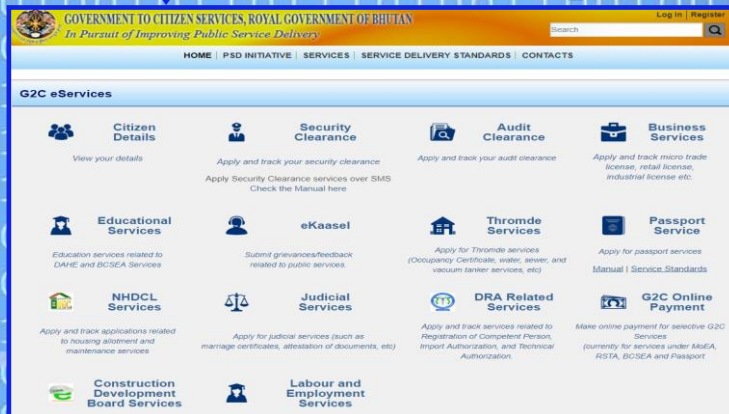 GOVERNMENT TO CITIZEN SERVICES, ROYAL GOVERNMENT OF BHUTAN
In Pursuit of Improving Public Service Delivery
Log In | Register
Search
HOME | PSD INITIATIVE | SERVICES | SERVICE DELIVERY STANDARDS | CONTACTS
G2C eServices
Citizen
Details
View your details
Security
Clearance
Apply and track your security clearance
Apply Security Clearance services over SMS
Check the Manual here
Audit
Clearance
Apply and track your audit clearance
Business
Services
Apply and track micro trade
license, retail license,
industrial license etc.
Educational
Services
Education services related to
DAHE and BCSEA Services
eKaasel
Submit grievances/feedback
related to public services.
Thromde
Services
Apply for Thromde services
(Occupancy Certificate, water, sewer, and
vacuum tanker services, etc)
Passport
Service
Apply for passport services
Manual | Service Standards
NHDCL
Services
Apply and track applications related
to housing allotment and
maintenance services
Judicial
Services
Apply for judicial services (such as
marriage certificates, attestation of documents, etc)
DRA Related
Services
Apply and track services related to
Registration of Competent Person,
Import Authorization, and Technical
Authorization.
G2C Online
Payment
Make online payment for selective G2C
Services
(currently for services under MoEA,
RSTA, BCSEA and Passport
Construction
Development
Board Services
Labour and
Employment
Services